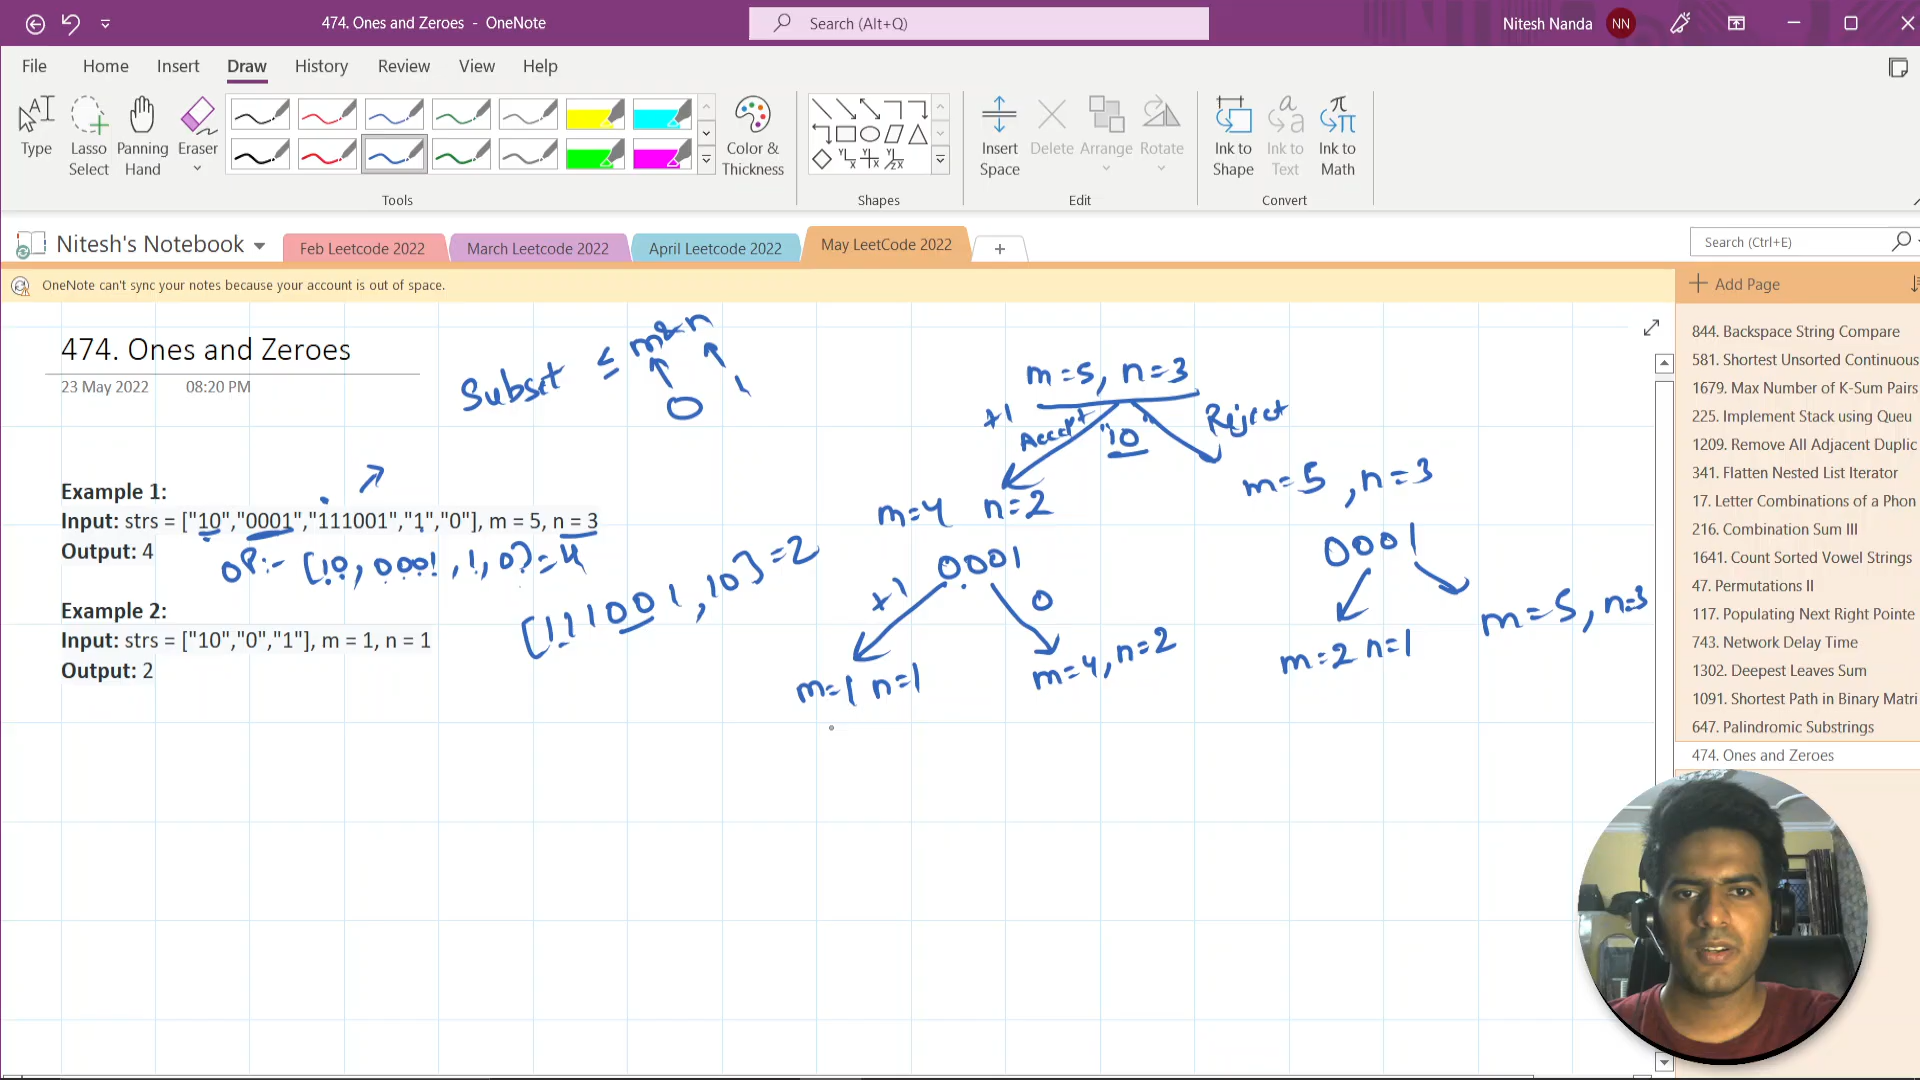 474. Ones and Zeroes - OneNote
Search (Alt+Q)
Nitesh Nanda
NN
File Home Insert Draw History Review View Help
Type
Lasso Select
Panning Hand
Eraser
Color & Thickness
Insert Space
Delete
Arrange
Rotate
Ink to Shape
Ink to Text
Ink to Math
Tools
Shapes
Edit
Convert
Nitesh's Notebook
Feb Leetcode 2022
March Leetcode 2022
April Leetcode 2022
May LeetCode 2022
Search (Ctrl+E)
OneNote can't sync your notes because your account is out of space.
Add Page
474. Ones and Zeroes
23 May 2022 08:20 PM
Subset ≤ m & n
0 1
Example 1:
Input: strs = ["10","0001","111001","1","0"], m = 5, n = 3
Output: 4
OP:- [10, 0001, 1, 0] = 4
[111001, 10] = 2
Example 2:
Input: strs = ["10","0","1"], m = 1, n = 1
Output: 2
m=5, n=3
+1 Accept "10" Reject
m=4 n=2
m=5, n=3
0001
0001
+1 0
m=1 n=1
m=4, n=2
m=2 n=1
m=5, n=3
844. Backspace String Compare
581. Shortest Unsorted Continuous
1679. Max Number of K-Sum Pairs
225. Implement Stack using Queu
1209. Remove All Adjacent Duplic
341. Flatten Nested List Iterator
17. Letter Combinations of a Phon
216. Combination Sum III
1641. Count Sorted Vowel Strings
47. Permutations II
117. Populating Next Right Pointe
743. Network Delay Time
1302. Deepest Leaves Sum
1091. Shortest Path in Binary Matri
647. Palindromic Substrings
474. Ones and Zeroes